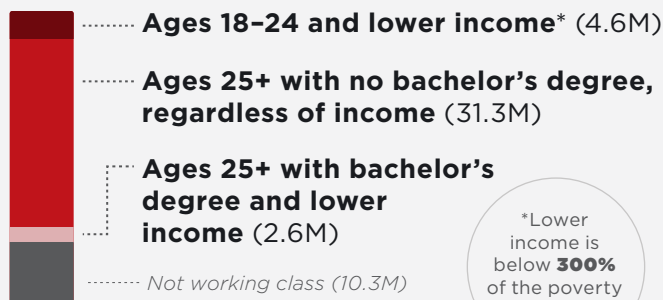 Ages 18–24 and lower income* (4.6M)
Ages 25+ with no bachelor’s degree,
regardless of income (31.3M)
Ages 25+ with bachelor’s
degree and lower
income (2.6M)
Not working class (10.3M)
*Lower
income is
below 300%
of the poverty